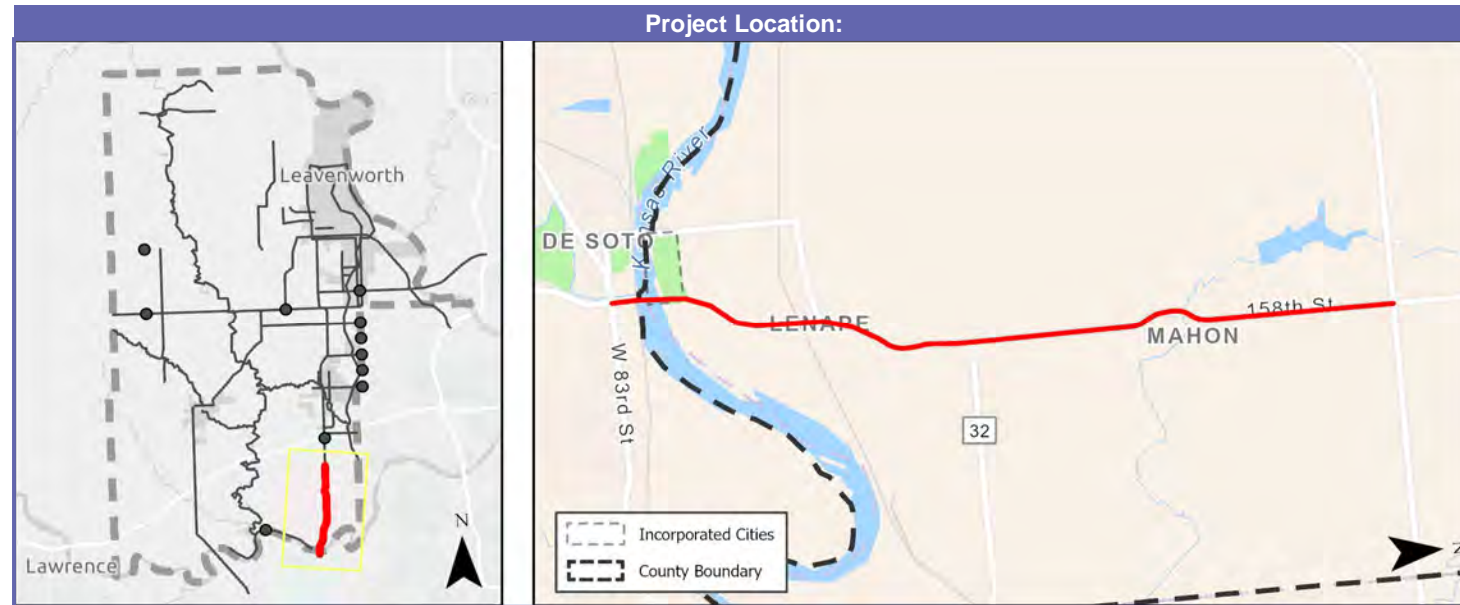 Project Location:
Leavenworth
Lawrence
N
Kansas River
DE SOTO
LENAPE
158th St
MAHON
W 83rd St
32
Incorporated Cities
County Boundary